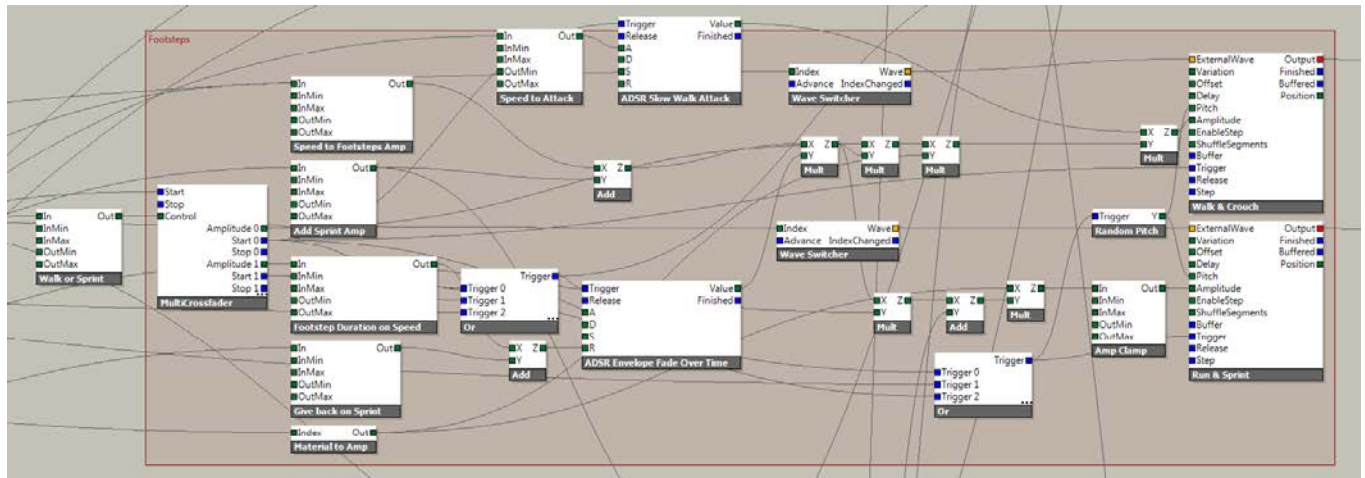 Footsteps
In Out
InMin
InMax
OutMin
OutMax
Walk or Sprint
Start
Stop
Control
Amplitude 0
Start 0
Stop 0
Amplitude 1
Start 1
Stop 1
...
MultiCrossfader
In Out
InMin
InMax
OutMin
OutMax
Speed to Footsteps Amp
In Out
InMin
InMax
OutMin
OutMax
Add Sprint Amp
In Out
InMin
InMax
OutMin
OutMax
Footstep Duration on Speed
In Out
InMin
InMax
OutMin
OutMax
Give back on Sprint
Index Out
Material to Amp
In Out
InMin
InMax
OutMin
OutMax
Speed to Attack
Trigger
Trigger 0
Trigger 1
Trigger 2
...
Or
X Z
Y
Add
Trigger Value
Release Finished
A
D
S
R
ADSR Slow Walk Attack
X Z
Y
Add
Trigger Value
Release Finished
A
D
S
R
ADSR Envelope Fade Over Time
Index Wave
Advance IndexChanged
Wave Switcher
X Z
Y
Mult
X Z
Y
Mult
X Z
Y
Mult
Index Wave
Advance IndexChanged
Wave Switcher
X Z
Y
Mult
X Z
Y
Add
X Z
Y
Mult
Trigger
Trigger 0
Trigger 1
Trigger 2
...
Or
X Z
Y
Mult
Trigger Y
Random Pitch
In Out
InMin
InMax
OutMin
OutMax
Amp Clamp
ExternalWave Output
Variation Finished
Offset Buffered
Delay Position
Pitch
Amplitude
EnableStep
ShuffleSegments
Buffer
Trigger
Release
Step
Walk & Crouch
ExternalWave Output
Variation Finished
Offset Buffered
Delay Position
Pitch
Amplitude
EnableStep
ShuffleSegments
Buffer
Trigger
Release
Step
Run & Sprint